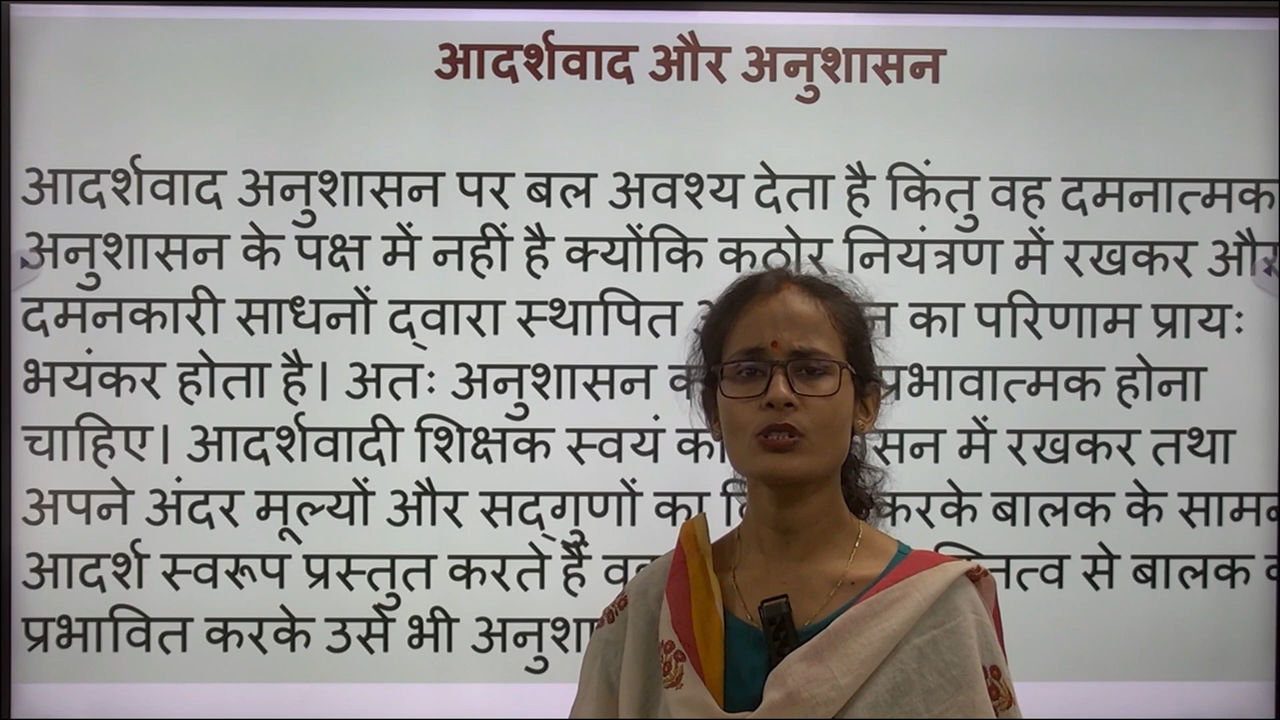 आदर्शवाद और अनुशासन
आदर्शवाद अनुशासन पर बल अवश्य देता है किंतु वह दमनात्मक
अनुशासन के पक्ष में नहीं है क्योंकि कठोर नियंत्रण में रखकर और
दमनकारी साधनों द्वारा स्थापित का परिणाम प्रायः
भयंकर होता है। अतः अनुशासन प्रभावात्मक होना
चाहिए। आदर्शवादी शिक्षक स्वयं में रखकर तथा
अपने अंदर मूल्यों और सद्गुणों का करके बालक के
आदर्श स्वरूप प्रस्तुत करते हैं से बालक
प्रभावित करके उसे भी